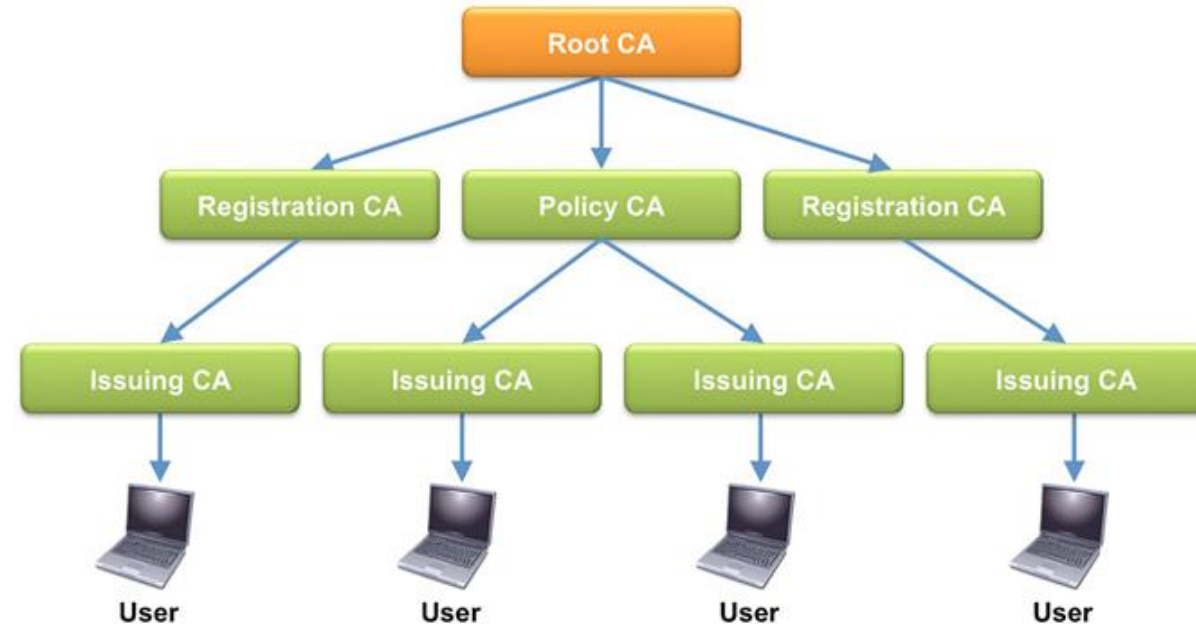 Root CA
Registration CA
Policy CA
Registration CA
Issuing CA
Issuing CA
Issuing CA
Issuing CA
User
User
User
User